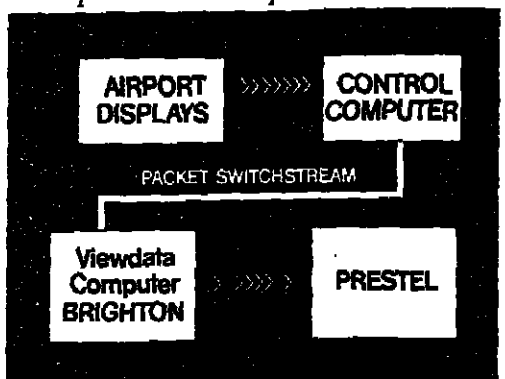 AIRPORT
DISPLAYS
CONTROL
COMPUTER
PACKET SWITCHSTREAM
Viewdata
Computer
BRIGHTON
PRESTEL